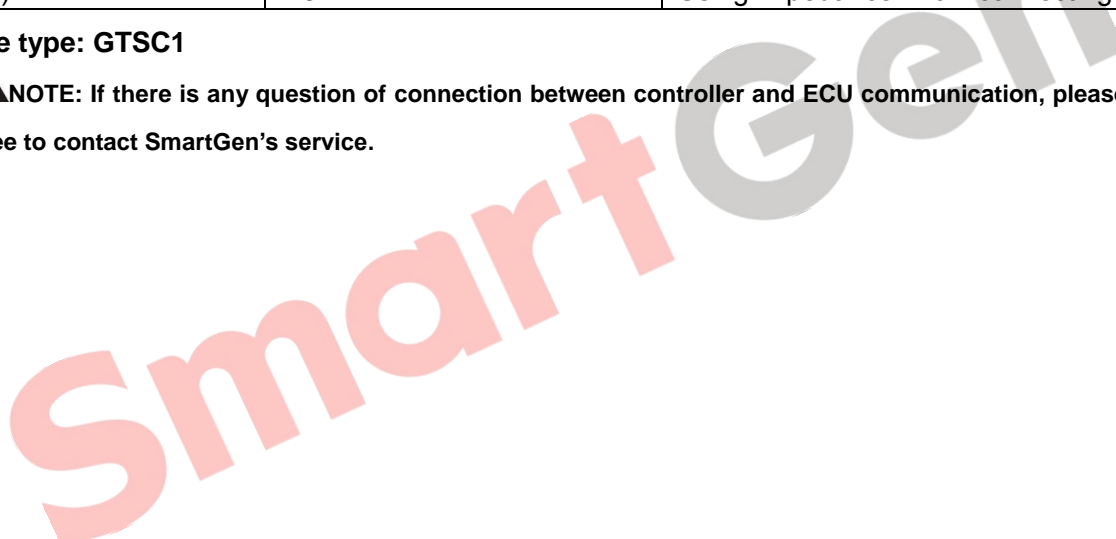 e type: GTSC1
▲NOTE: If there is any question of connection between controller and ECU communication, please
ee to contact SmartGen's service.
SmartGen